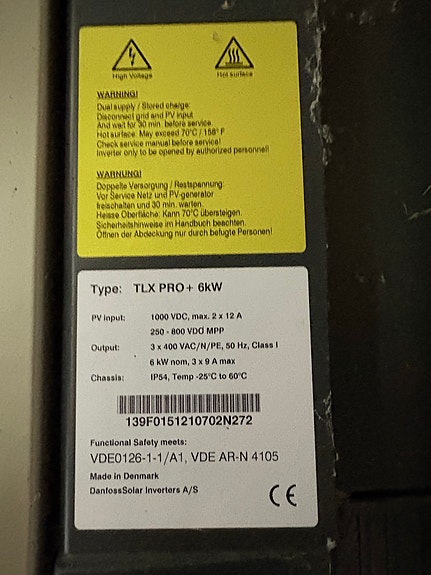 High Voltage
Hot surface
WARNING!
Dual supply / Stored charge:
Disconnect grid and PV input
And wait for 30 min. before service.
Hot surface: May exceed 70°C / 158° F
Check service manual before service!
Inverter only to be opened by authorized personnel!
WARNUNG!
Doppelte Versorgung / Restspannung:
Vor Service Netz und PV-generator
freischalten und 30 min. warten.
Heisse Oberfläche: Kann 70°C übersteigen.
Sicherheitshinweise im Handbuch beachten.
Öffnen der Abdeckung nur durch befugte Personen!
Type: TLX PRO+ 6kW
PV input: 1000 VDC, max. 2 x 12 A
250 - 800 VDC MPP
Output: 3 x 400 VAC/N/PE, 50 Hz, Class I
6 kW nom, 3 x 9 A max
Chassis: IP54, Temp -25°C to 60°C
139F0151210702N272
Functional Safety meets:
VDE0126-1-1/A1, VDE AR-N 4105
Made in Denmark
DanfossSolar Inverters A/S
CE